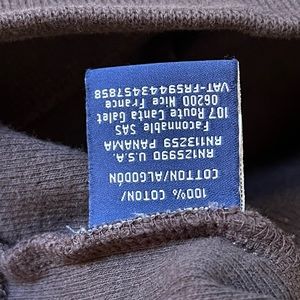 100% COTON/
COTTON/ALGODÓN
RN125990 U.S.A.
RN113259 PANAMA
Faconnable SAS
107 Route Canta Galet
06200 Nice France
VAT-FR59443457858